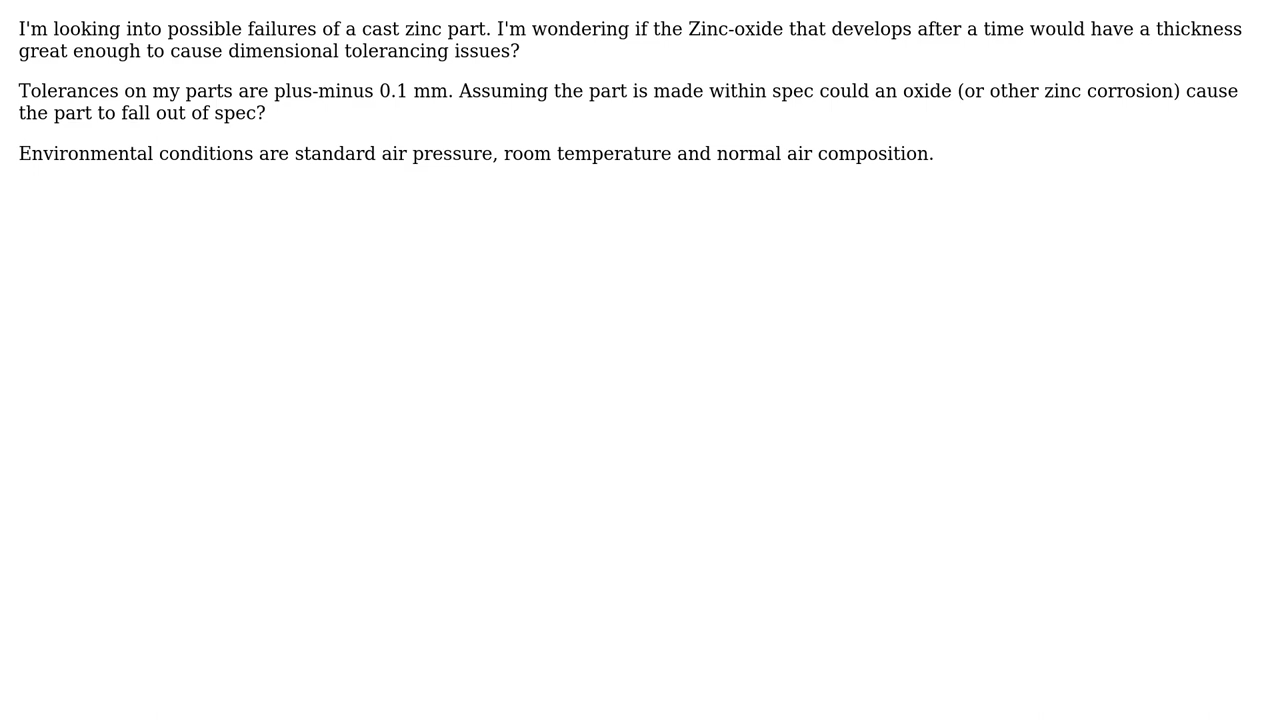 I'm looking into possible failures of a cast zinc part. I'm wondering if the Zinc-oxide that develops after a time would have a thickness
great enough to cause dimensional tolerancing issues?
Tolerances on my parts are plus-minus 0.1 mm. Assuming the part is made within spec could an oxide (or other zinc corrosion) cause
the part to fall out of spec?
Environmental conditions are standard air pressure, room temperature and normal air composition.